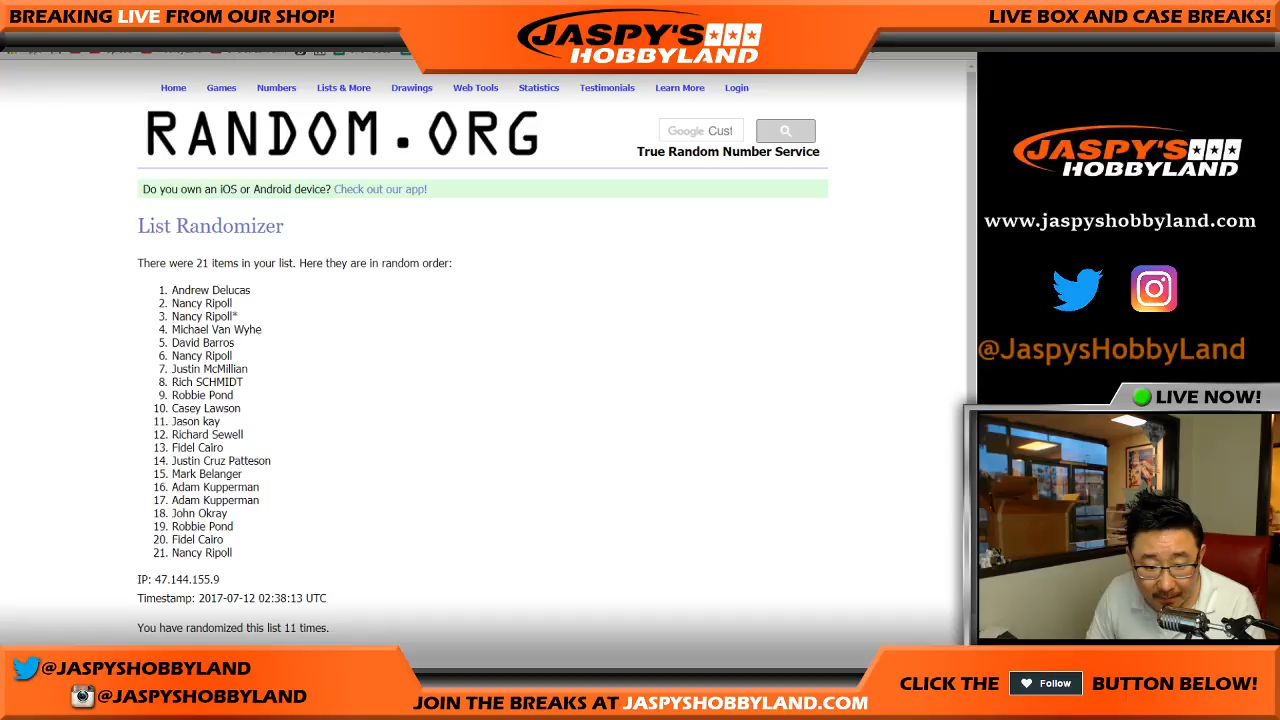 BREAKING LIVE FROM OUR SHOP!
JASPY'S
HOBBYLAND
LIVE BOX AND CASE BREAKS!
Home Games Numbers Lists & More Drawings Web Tools Statistics Testimonials Learn More Login
RANDOM.ORG
Google Cust
True Random Number Service
Do you own an iOS or Android device? Check out our app!
List Randomizer
There were 21 items in your list. Here they are in random order:
1. Andrew Delucas
2. Nancy Ripoll
3. Nancy Ripoll*
4. Michael Van Wyhe
5. David Barros
6. Nancy Ripoll
7. Justin McMillian
8. Rich SCHMIDT
9. Robbie Pond
10. Casey Lawson
11. Jason kay
12. Richard Sewell
13. Fidel Cairo
14. Justin Cruz Patteson
15. Mark Belanger
16. Adam Kupperman
17. Adam Kupperman
18. John Okray
19. Robbie Pond
20. Fidel Cairo
21. Nancy Ripoll
IP: 47.144.155.9
Timestamp: 2017-07-12 02:38:13 UTC
You have randomized this list 11 times.
JASPY'S
HOBBYLAND
www.jaspyshobbyland.com
@JaspysHobbyLand
LIVE NOW!
@JASPYSHOBBYLAND
@JASPYSHOBBYLAND
JOIN THE BREAKS AT JASPYSHOBBYLAND.COM
CLICK THE Follow BUTTON BELOW!